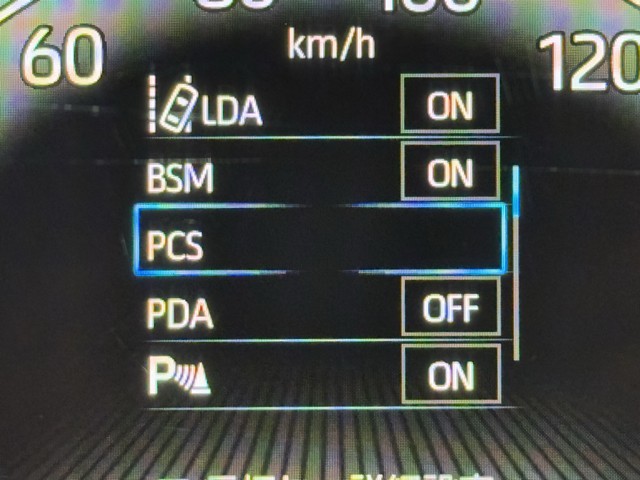 km/h
60
120
LDA ON
BSM ON
PCS
PDA OFF
P ON